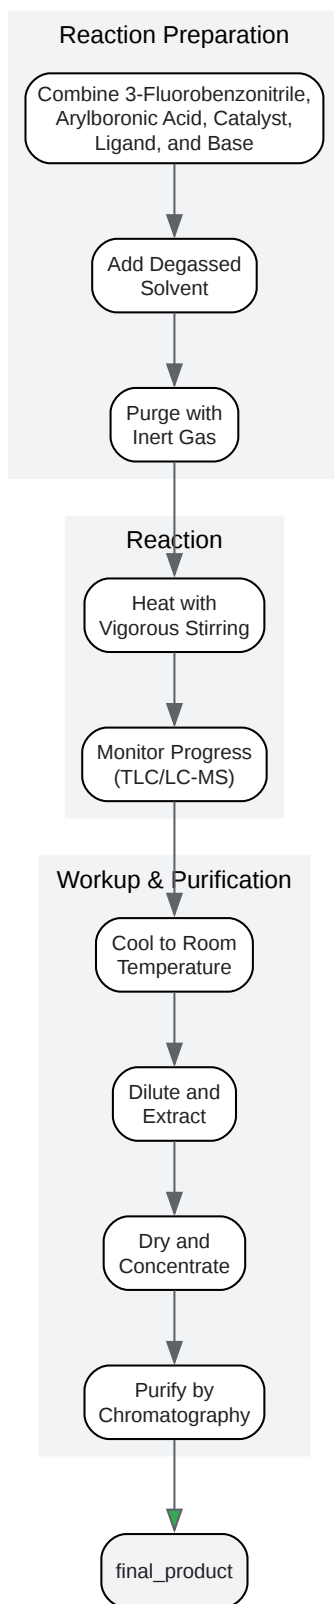 Reaction Preparation
Combine 3-Fluorobenzonitrile,
Arylboronic Acid, Catalyst,
Ligand, and Base
Add Degassed
Solvent
Purge with
Inert Gas
Reaction
Heat with
Vigorous Stirring
Monitor Progress
(TLC/LC-MS)
Workup & Purification
Cool to Room
Temperature
Dilute and
Extract
Dry and
Concentrate
Purify by
Chromatography
final_product